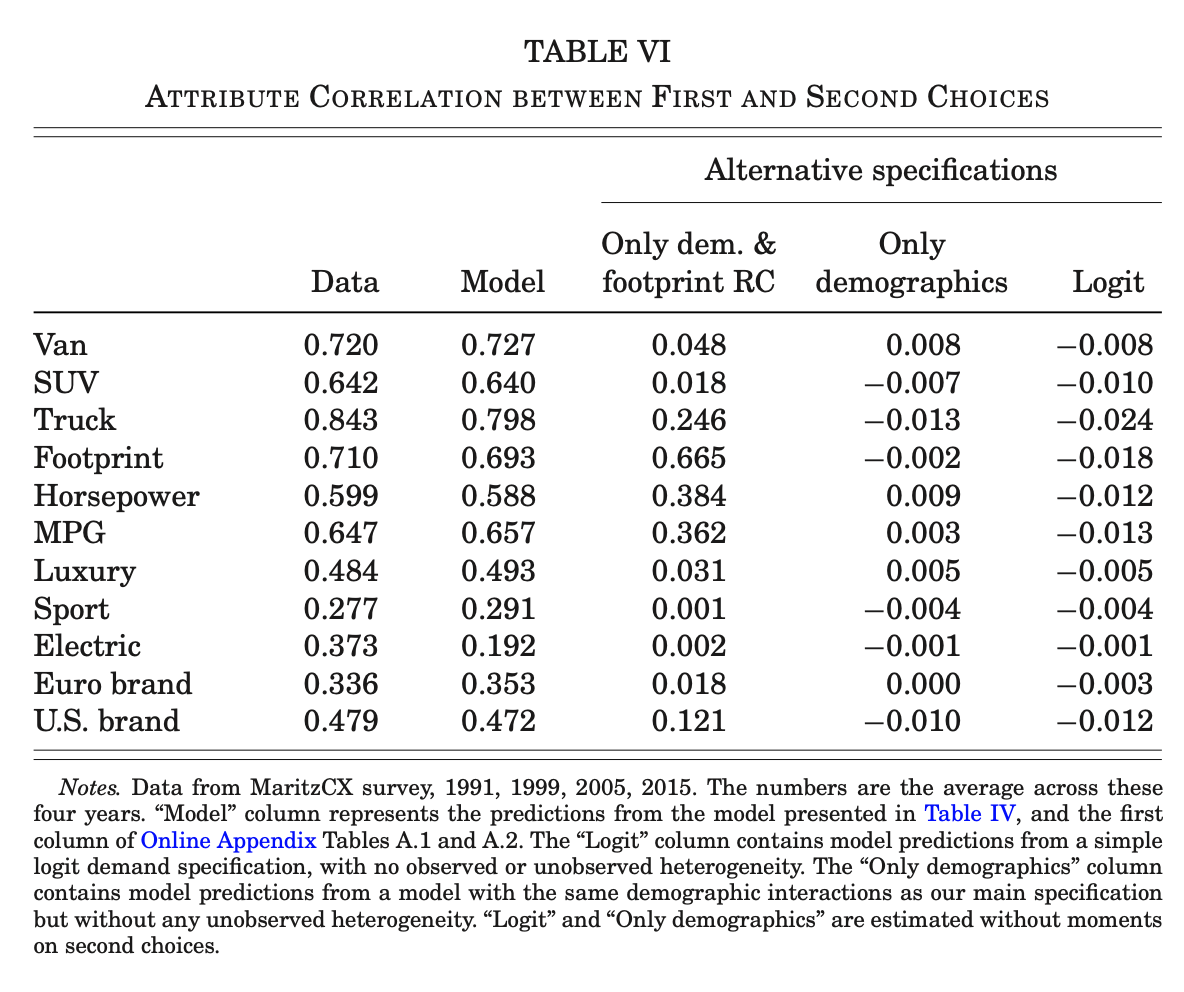 TABLE VI
ATTRIBUTE CORRELATION BETWEEN FIRST AND SECOND CHOICES
Alternative specifications
Only dem. & Only
Data Model footprint RC demographics Logit
Van 0.720 0.727 0.048 0.008 −0.008
SUV 0.642 0.640 0.018 −0.007 −0.010
Truck 0.843 0.798 0.246 −0.013 −0.024
Footprint 0.710 0.693 0.665 −0.002 −0.018
Horsepower 0.599 0.588 0.384 0.009 −0.012
MPG 0.647 0.657 0.362 0.003 −0.013
Luxury 0.484 0.493 0.031 0.005 −0.005
Sport 0.277 0.291 0.001 −0.004 −0.004
Electric 0.373 0.192 0.002 −0.001 −0.001
Euro brand 0.336 0.353 0.018 0.000 −0.003
U.S. brand 0.479 0.472 0.121 −0.010 −0.012
Notes. Data from MaritzCX survey, 1991, 1999, 2005, 2015. The numbers are the average across these
four years. “Model” column represents the predictions from the model presented in Table IV, and the first
column of Online Appendix Tables A.1 and A.2. The “Logit” column contains model predictions from a simple
logit demand specification, with no observed or unobserved heterogeneity. The “Only demographics” column
contains model predictions from a model with the same demographic interactions as our main specification
but without any unobserved heterogeneity. “Logit” and “Only demographics” are estimated without moments
on second choices.